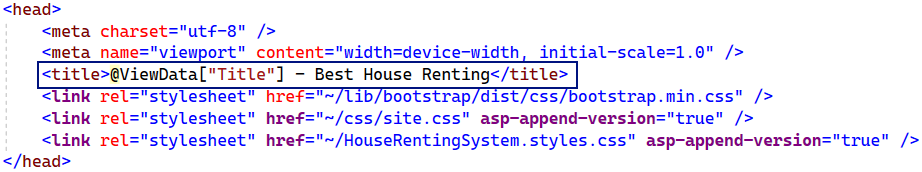 <head>
<meta charset="utf-8" />
<meta name="viewport" content="width=device-width, initial-scale=1.0" />
<title>@ViewData["Title"] - Best House Renting</title>
<link rel="stylesheet" href="~/lib/bootstrap/dist/css/bootstrap.min.css" />
<link rel="stylesheet" href="~/css/site.css" asp-append-version="true" />
<link rel="stylesheet" href="~/HouseRentingSystem.styles.css" asp-append-version="true" />
</head>